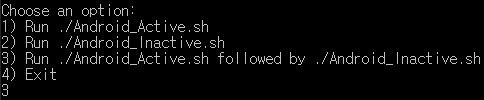 Choose an option:
1) Run ./Android_Active.sh
2) Run ./Android_Inactive.sh
3) Run ./Android_Active.sh followed by ./Android_Inactive.sh
4) Exit
3